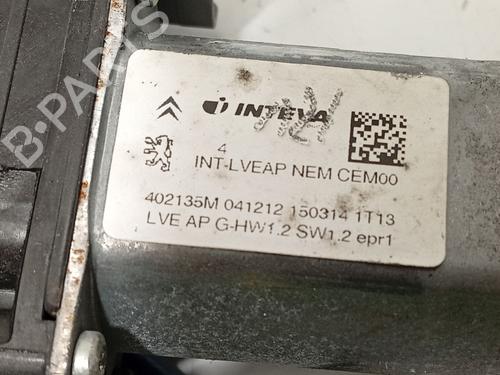 INTEVA
4
INT-LVEAP NEM CEM00
402135M 041212 150314 1T13
LVE AP G-HW1.2 SW1.2 epr1
B-PARTS